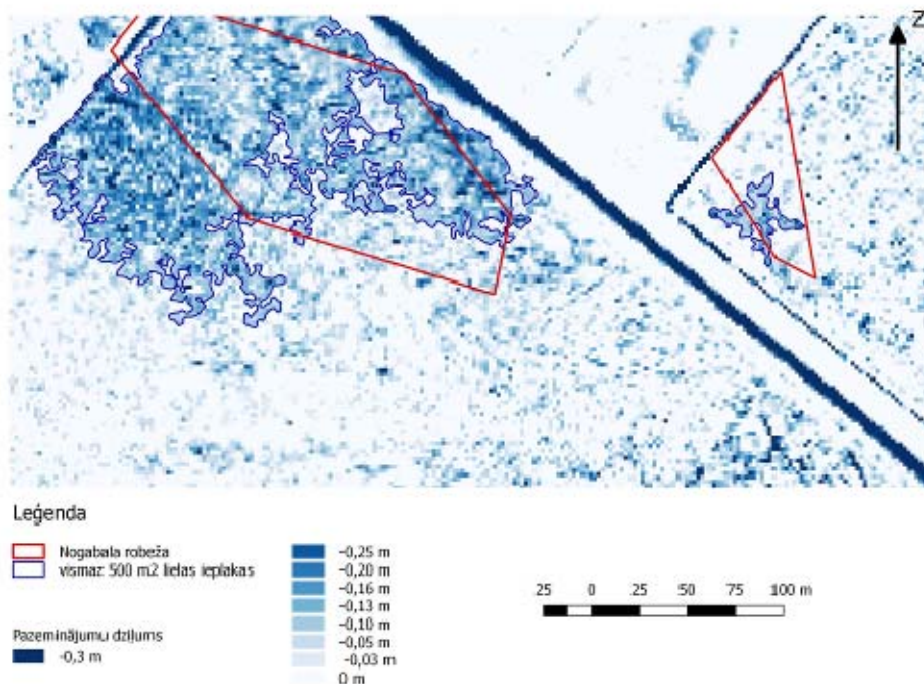 Z
Leģenda
Nogabala robeža
vismaz 500 m2 lielas ieplakas
Pazeminājumu dziļums
-0,3 m
-0,25 m
-0,20 m
-0,16 m
-0,13 m
-0,10 m
-0,05 m
-0,03 m
0 m
25 0 25 50 75 100 m